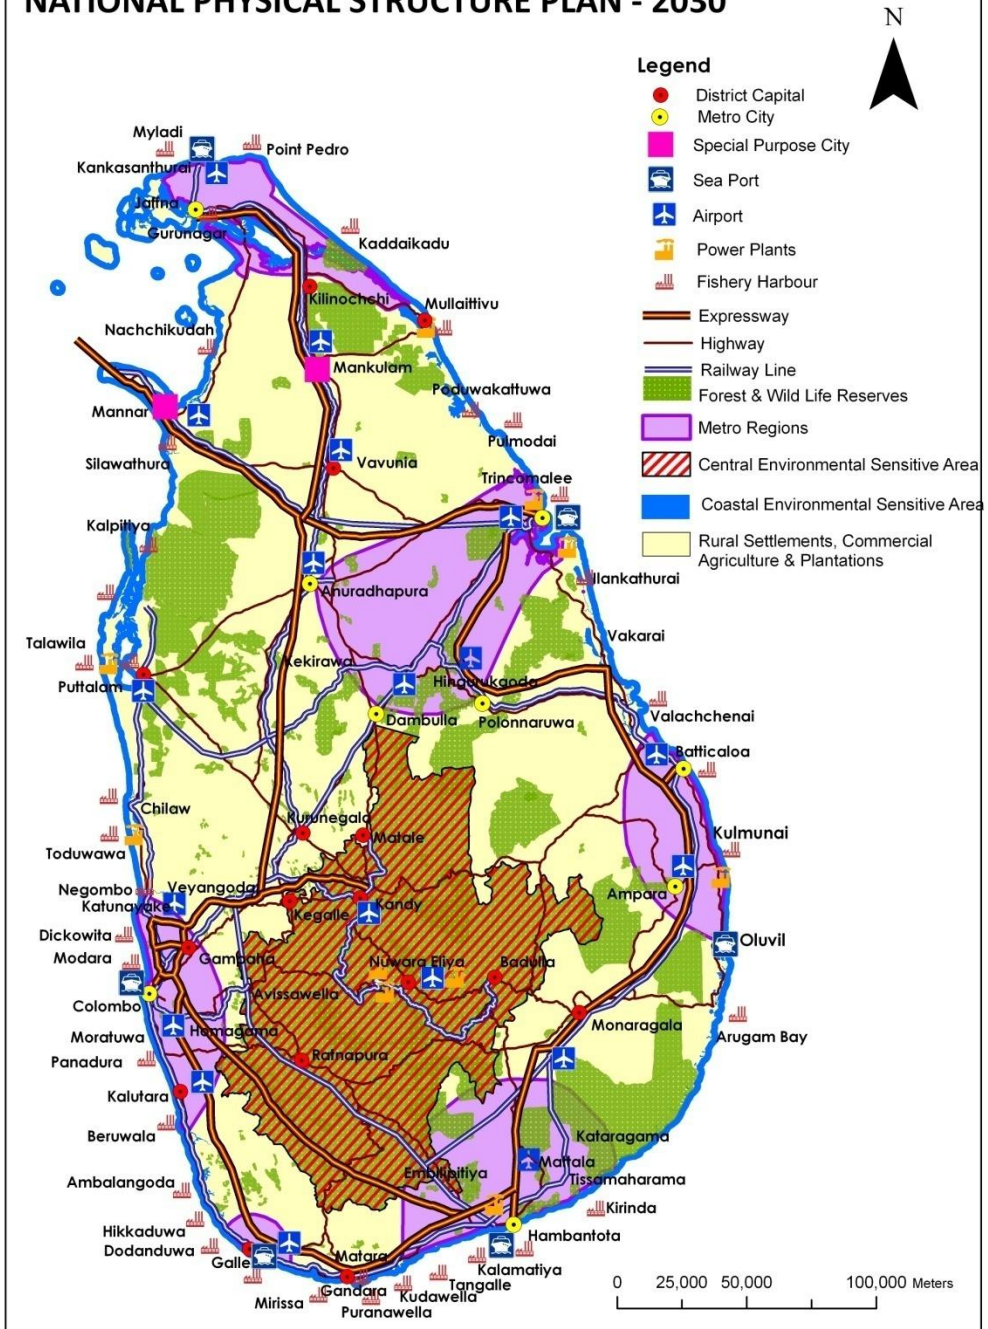 NATIONAL PHYSICAL STRUCTURE PLAN - 2030
N
Legend
District Capital
Metro City
Special Purpose City
Sea Port
Airport
Power Plants
Fishery Harbour
Expressway
Highway
Railway Line
Forest & Wild Life Reserves
Metro Regions
Central Environmental Sensitive Area
Coastal Environmental Sensitive Area
Rural Settlements, Commercial
Agriculture & Plantations
Myladi
Point Pedro
Kankasanthurai
Jaffna
Gurunagar
Kaddaikadu
Kilinochchi
Mullaittivu
Nachchikudah
Mankulam
Poduwakattuwa
Mannar
Pulmodai
Silawathura
Vavunia
Trincomalee
Kalpitiya
Illankathurai
Anuradhapura
Vakarai
Talawila
Kekirawa
Puttalam
Hingurukgoda
Dambulla
Polonnaruwa
Valachchenai
Batticaloa
Chilaw
Kurunegala
Matale
Kulmunai
Toduwawa
Negombo
Veyangoda
Katunayake
Kegalle
Kandy
Ampara
Dickowita
Modara
Gampaha
Nuwara Eliya
Badulla
Oluvil
Avissawella
Colombo
Moratuwa
Homagama
Monaragala
Arugam Bay
Panadura
Ratnapura
Kalutara
Beruwala
Kataragama
Mattala
Embilipitiya
Tissamaharama
Ambalangoda
Kirinda
Hikkaduwa
Dodanduwa
Hambantota
Galle
Matara
Kalamatiya
Tangalle
Gandara
Kudawella
Mirissa
Puranawella
0 25,000 50,000 100,000 Meters